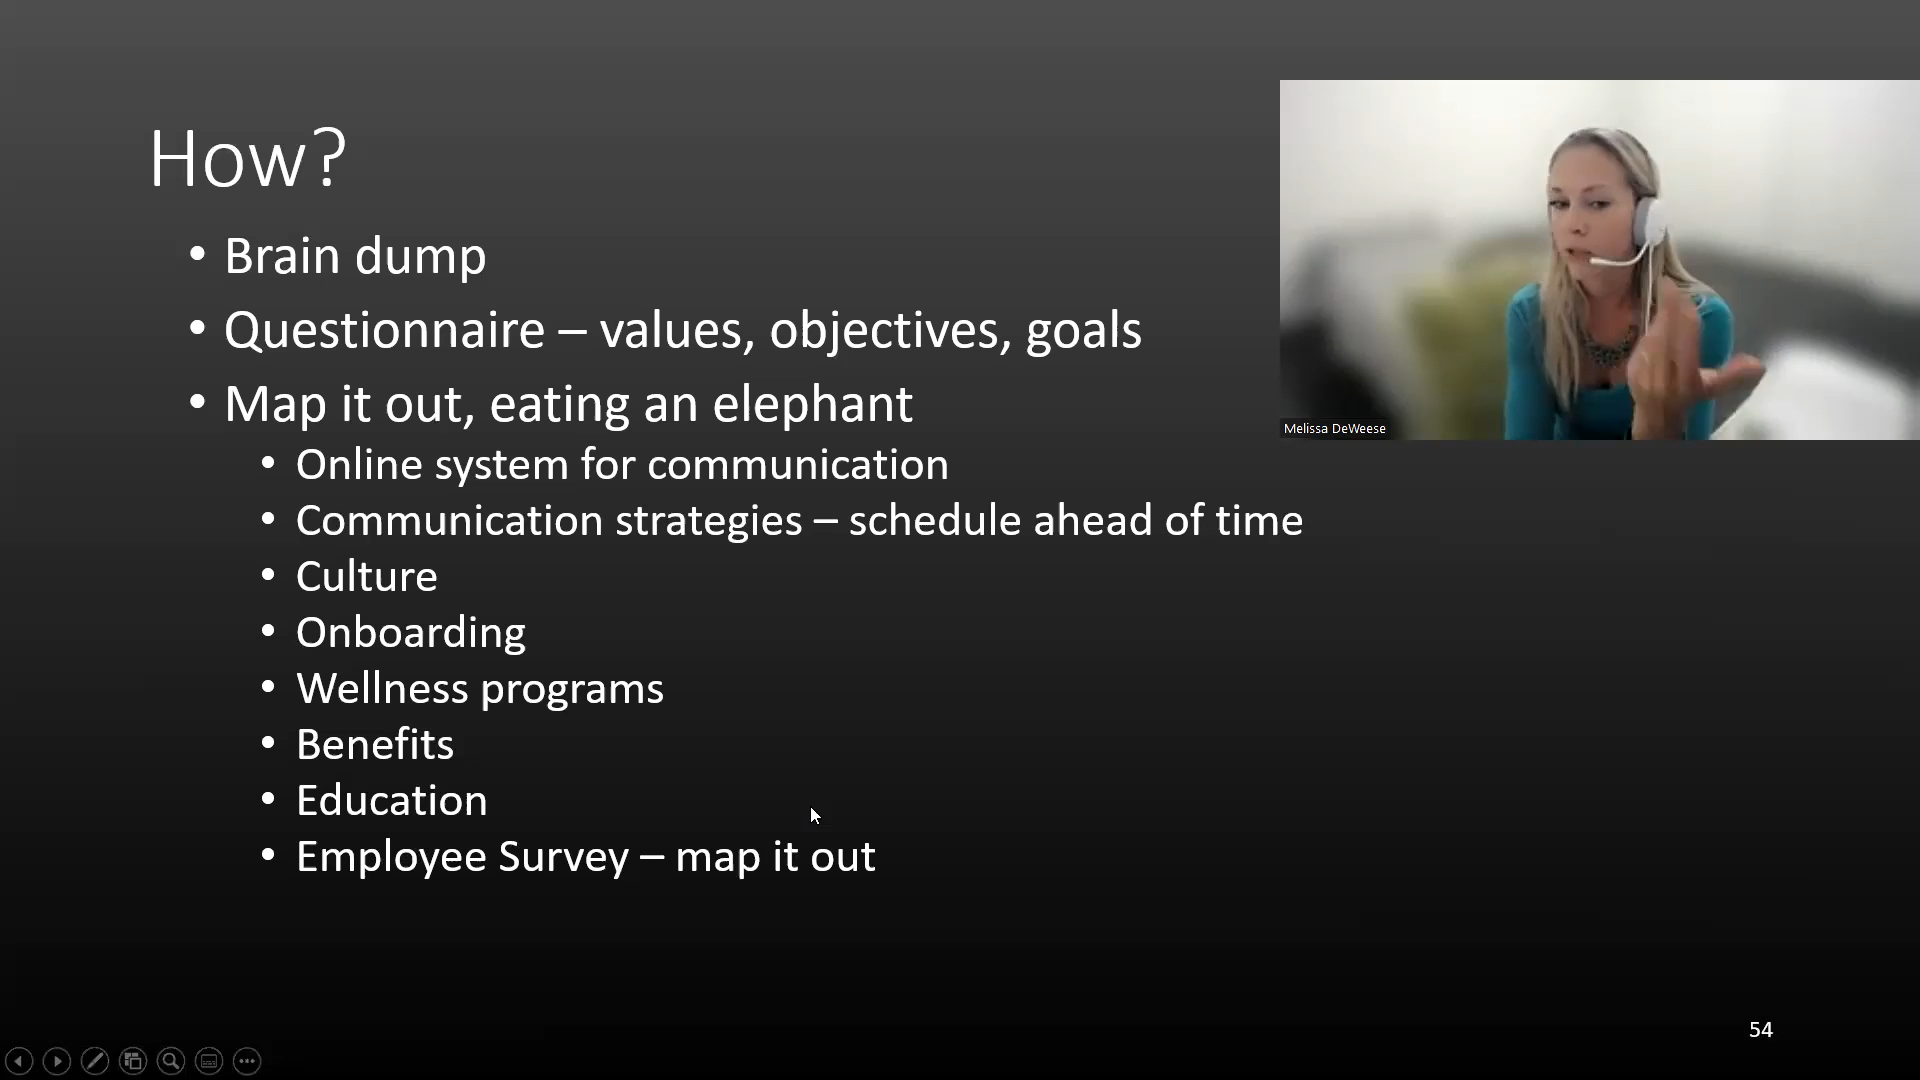 How?
• Brain dump
• Questionnaire – values, objectives, goals
• Map it out, eating an elephant
• Online system for communication
• Communication strategies – schedule ahead of time
• Culture
• Onboarding
• Wellness programs
• Benefits
• Education
• Employee Survey – map it out
Melissa DeWeese
54